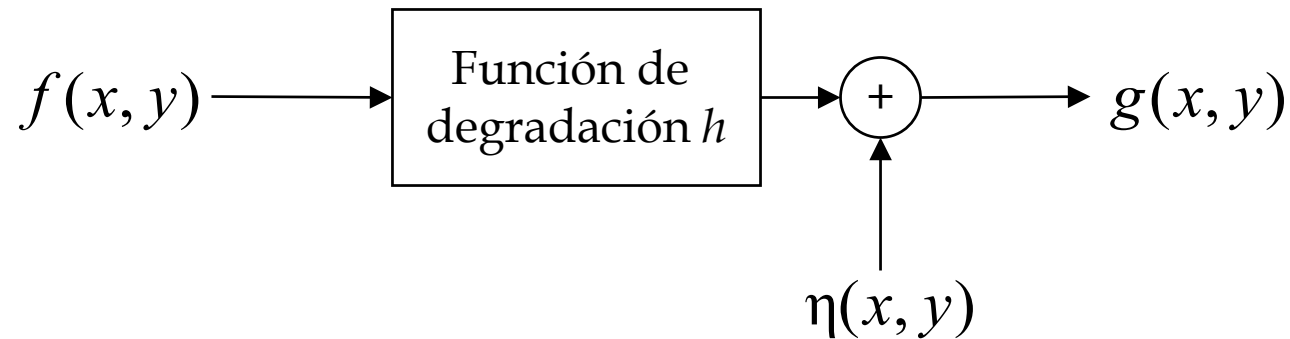 f(x, y)
Función de
degradación h
+
g(x, y)
η(x, y)